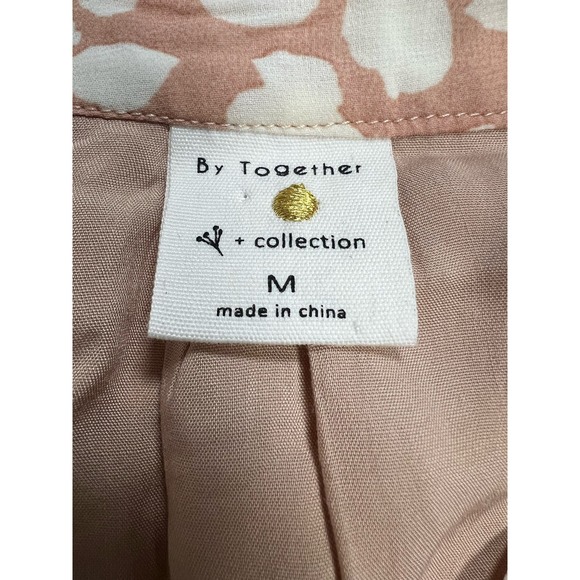 By Together
+ collection
M
made in china